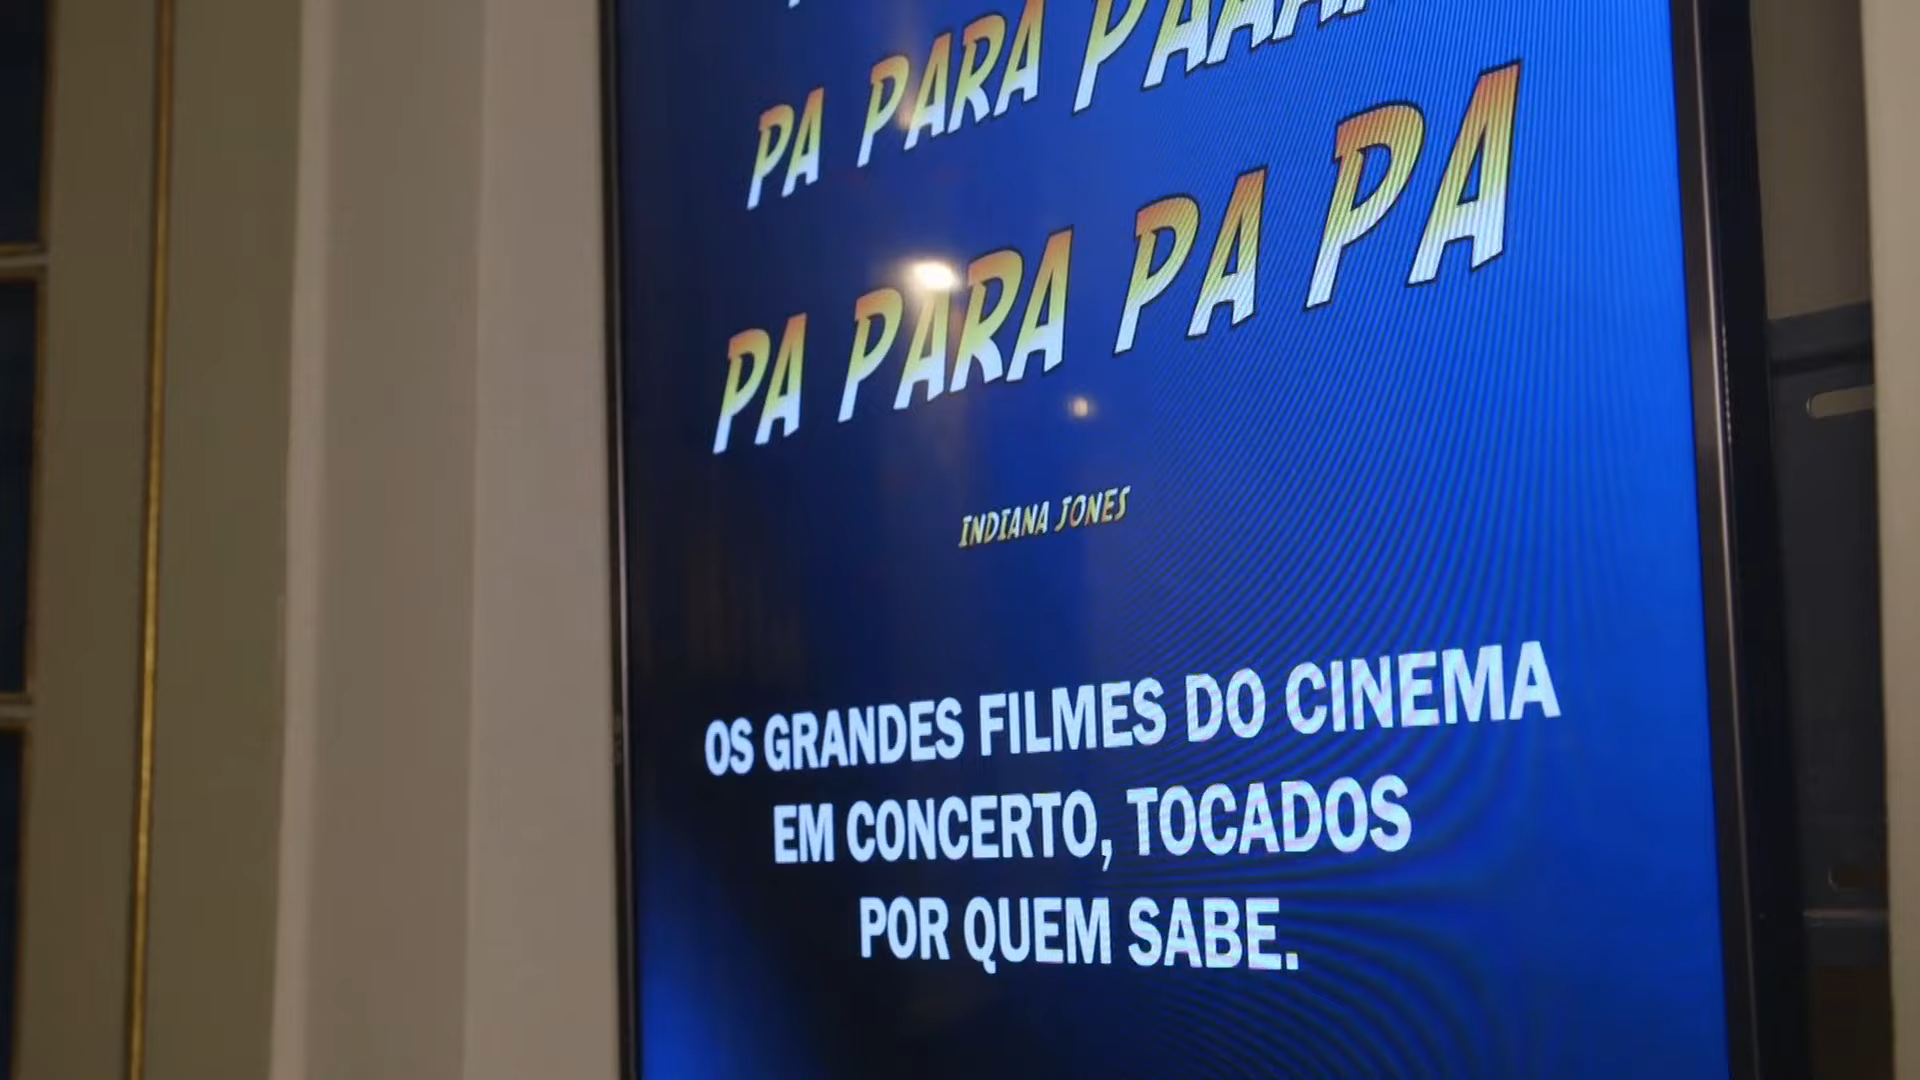 PA PARA
PA PARA PA PA
INDIANA JONES
OS GRANDES FILMES DO CINEMA
EM CONCERTO, TOCADOS
POR QUEM SABE.